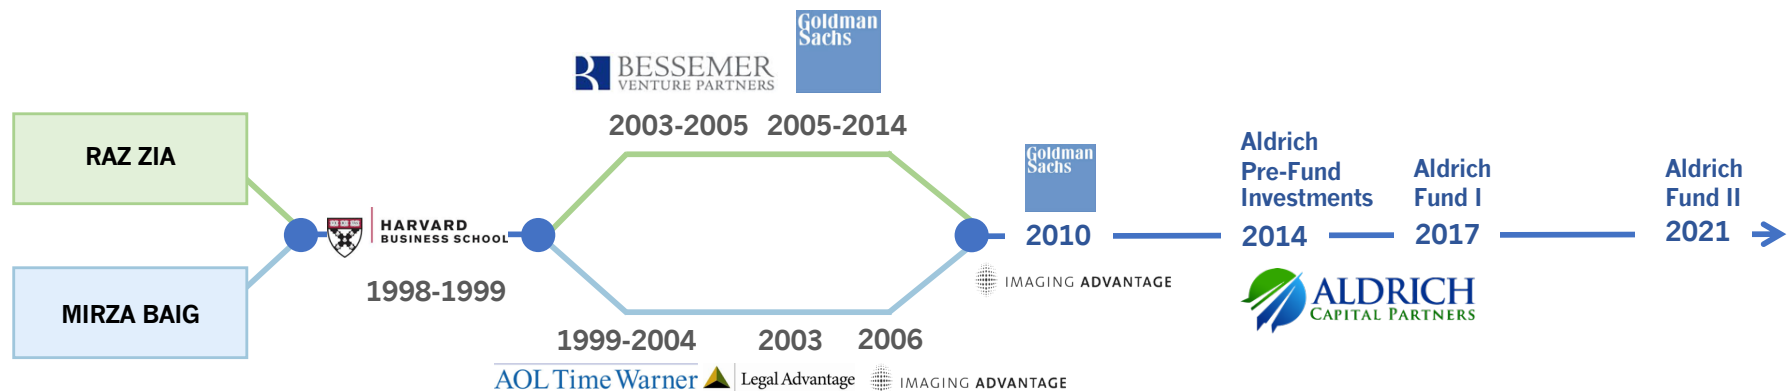 RAZ ZIA
MIRZA BAIG
HARVARD
BUSINESS SCHOOL
1998-1999
BESSEMER
VENTURE PARTNERS
Goldman
Sachs
2003-2005
2005-2014
1999-2004
2003
2006
AOL Time Warner
Legal Advantage
IMAGING ADVANTAGE
Goldman
Sachs
2010
IMAGING ADVANTAGE
Aldrich
Pre-Fund
Investments
2014
ALDRICH
CAPITAL PARTNERS
Aldrich
Fund I
2017
Aldrich
Fund II
2021